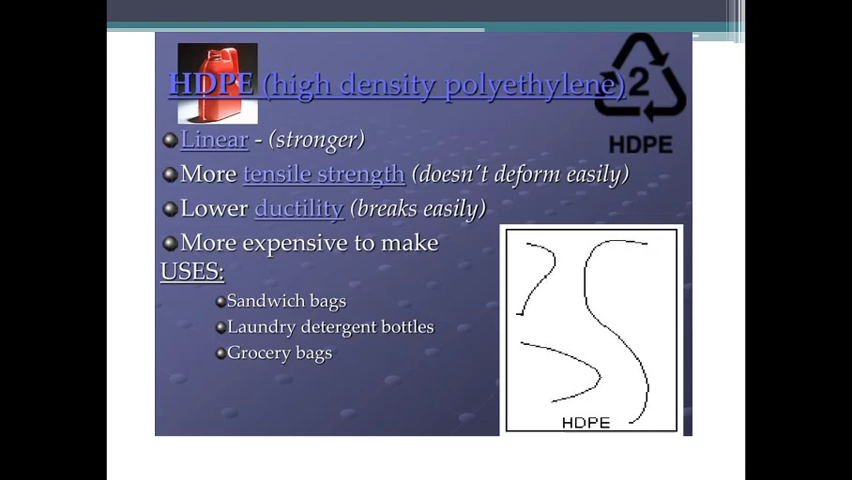 HDPE (high density polyethylene)
2
HDPE
Linear - (stronger)
More tensile strength (doesn't deform easily)
Lower ductility (breaks easily)
More expensive to make
USES:
Sandwich bags
Laundry detergent bottles
Grocery bags
HDPE